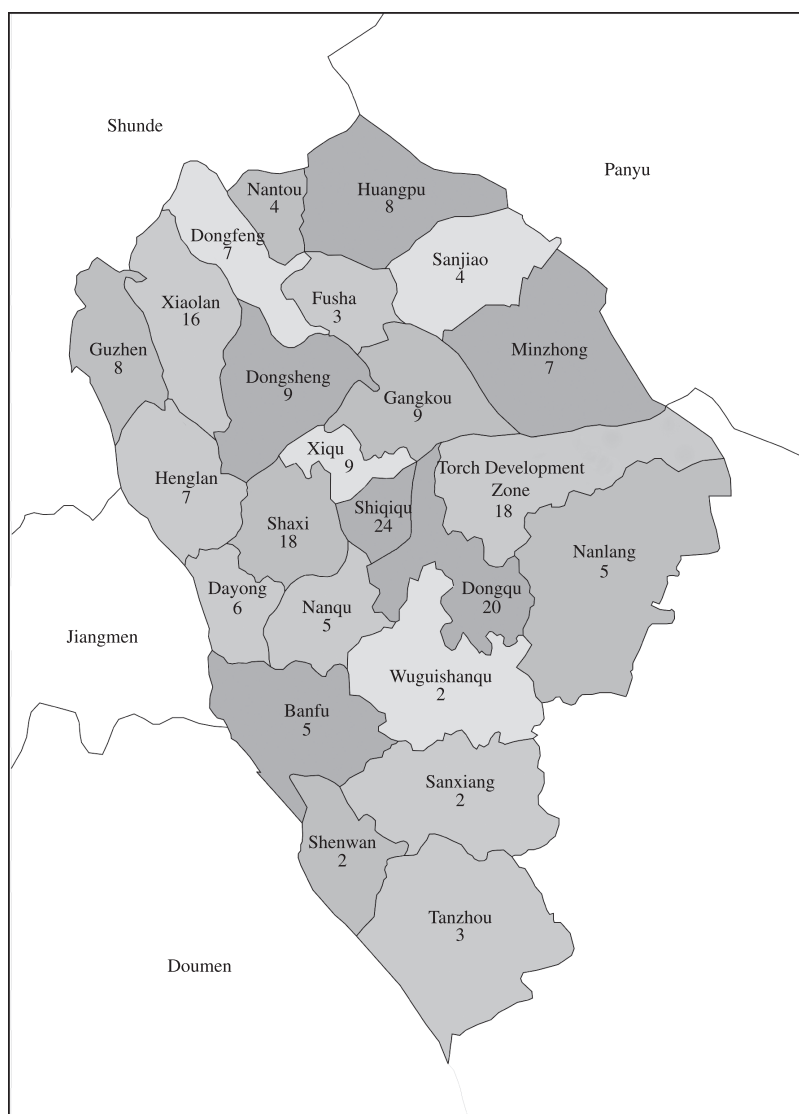 Shunde
Panyu
Nantou
4
Huangpu
8
Dongfeng
7
Sanjiao
4
Xiaolan
16
Fusha
3
Guzhen
8
Minzhong
7
Dongsheng
9
Gangkou
9
Xiqu
9
Henglan
7
Torch Development
Zone
18
Shaxi
18
Shiqiqu
24
Nanlang
5
Dayong
6
Nanqu
5
Dongqu
20
Jiangmen
Wuguishanqu
2
Banfu
5
Sanxiang
2
Shenwan
2
Tanzhou
3
Doumen